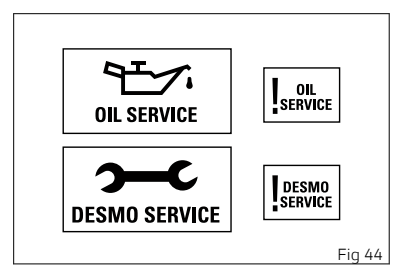 OIL SERVICE
! OIL
SERVICE
DESMO SERVICE
! DESMO
SERVICE
Fig 44